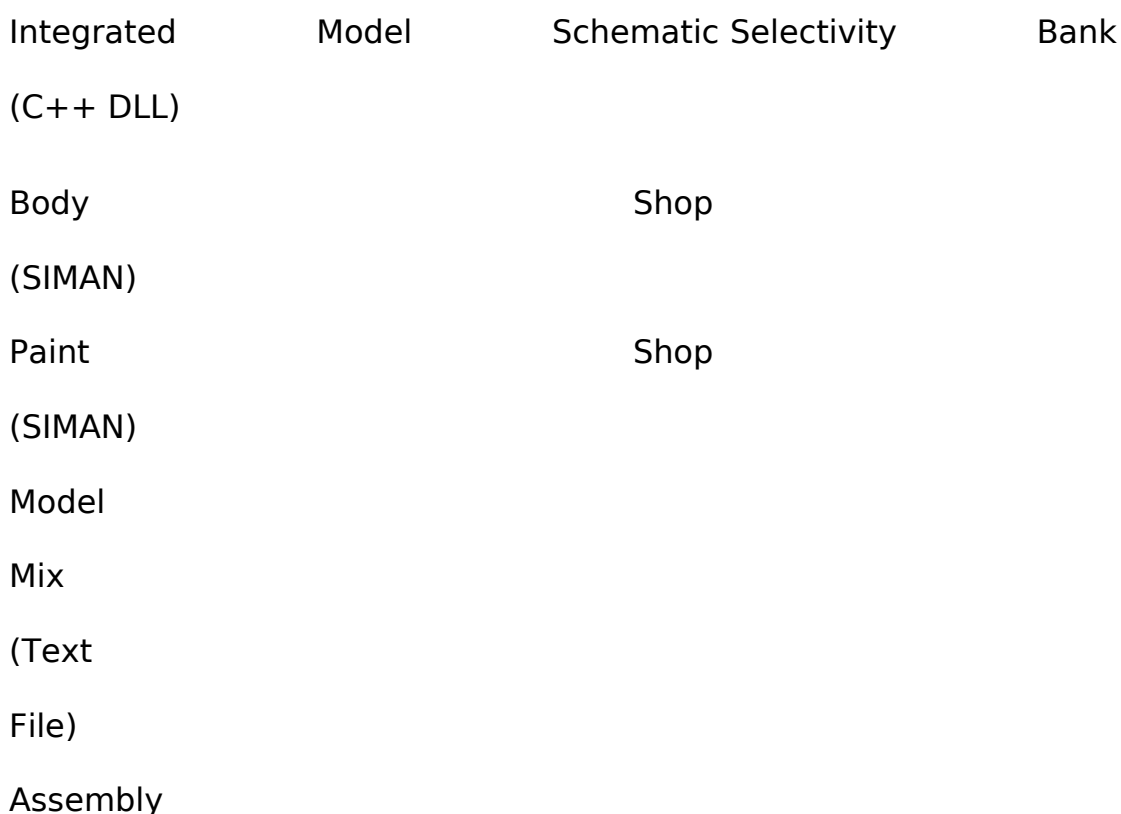 Integrated Model Schematic Selectivity Bank
(C++ DLL)
Body Shop
(SIMAN)
Paint Shop
(SIMAN)
Model
Mix
(Text
File)
Assembly